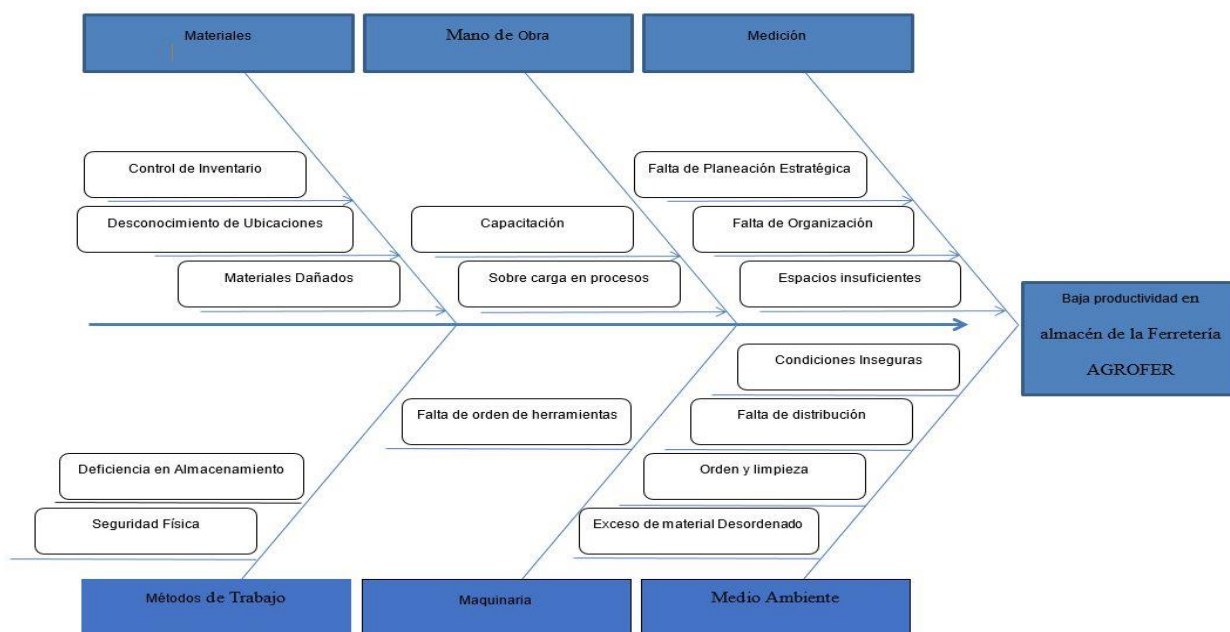 Materiales
Mano de Obra
Medición
Control de Inventario
Desconocimiento de Ubicaciones
Materiales Dañados
Capacitación
Sobre carga en procesos
Falta de Planeación Estratégica
Falta de Organización
Espacios insuficientes
Baja productividad en
almacén de la Ferretería
AGROFER
Condiciones Inseguras
Falta de distribución
Orden y limpieza
Exceso de material Desordenado
Falta de orden de herramientas
Deficiencia en Almacenamiento
Seguridad Física
Métodos de Trabajo
Maquinaria
Medio Ambiente